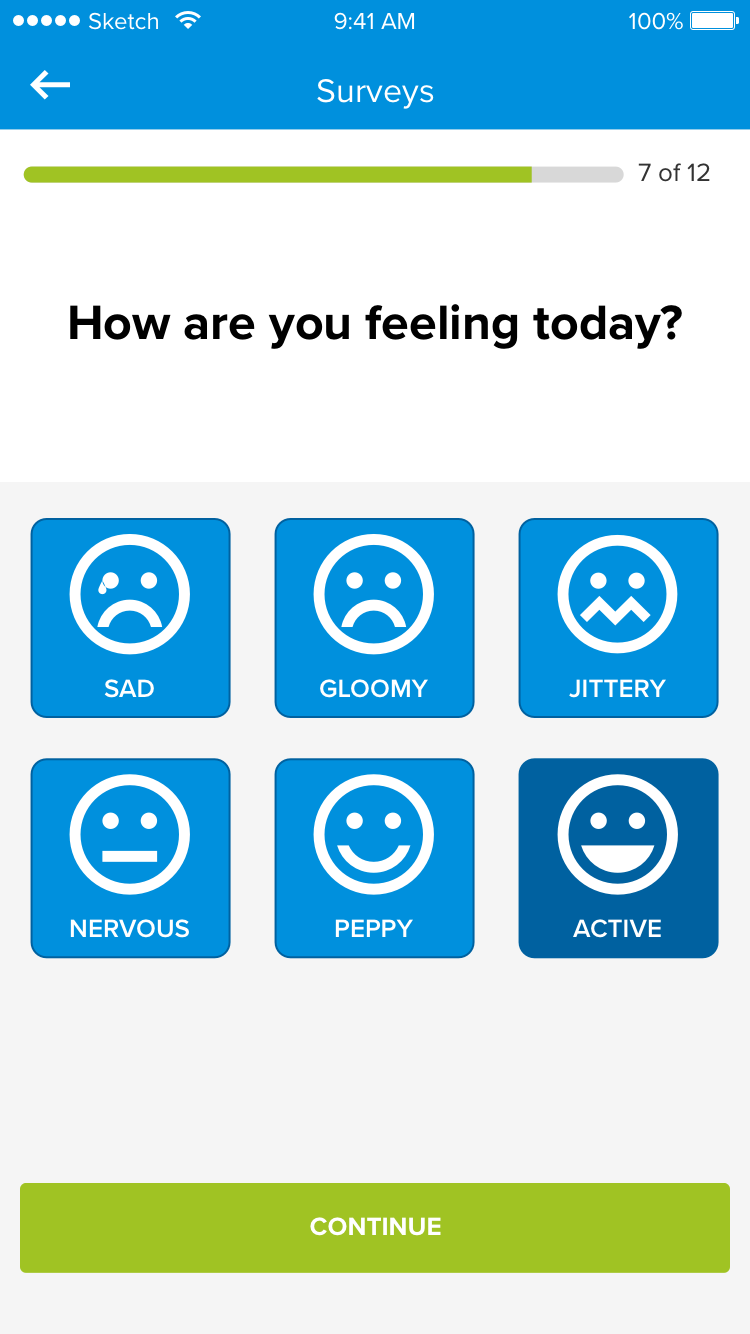 Sketch 9:41 AM 100%
Surveys
7 of 12
How are you feeling today?
SAD GLOOMY JITTERY
NERVOUS PEPPY ACTIVE
CONTINUE